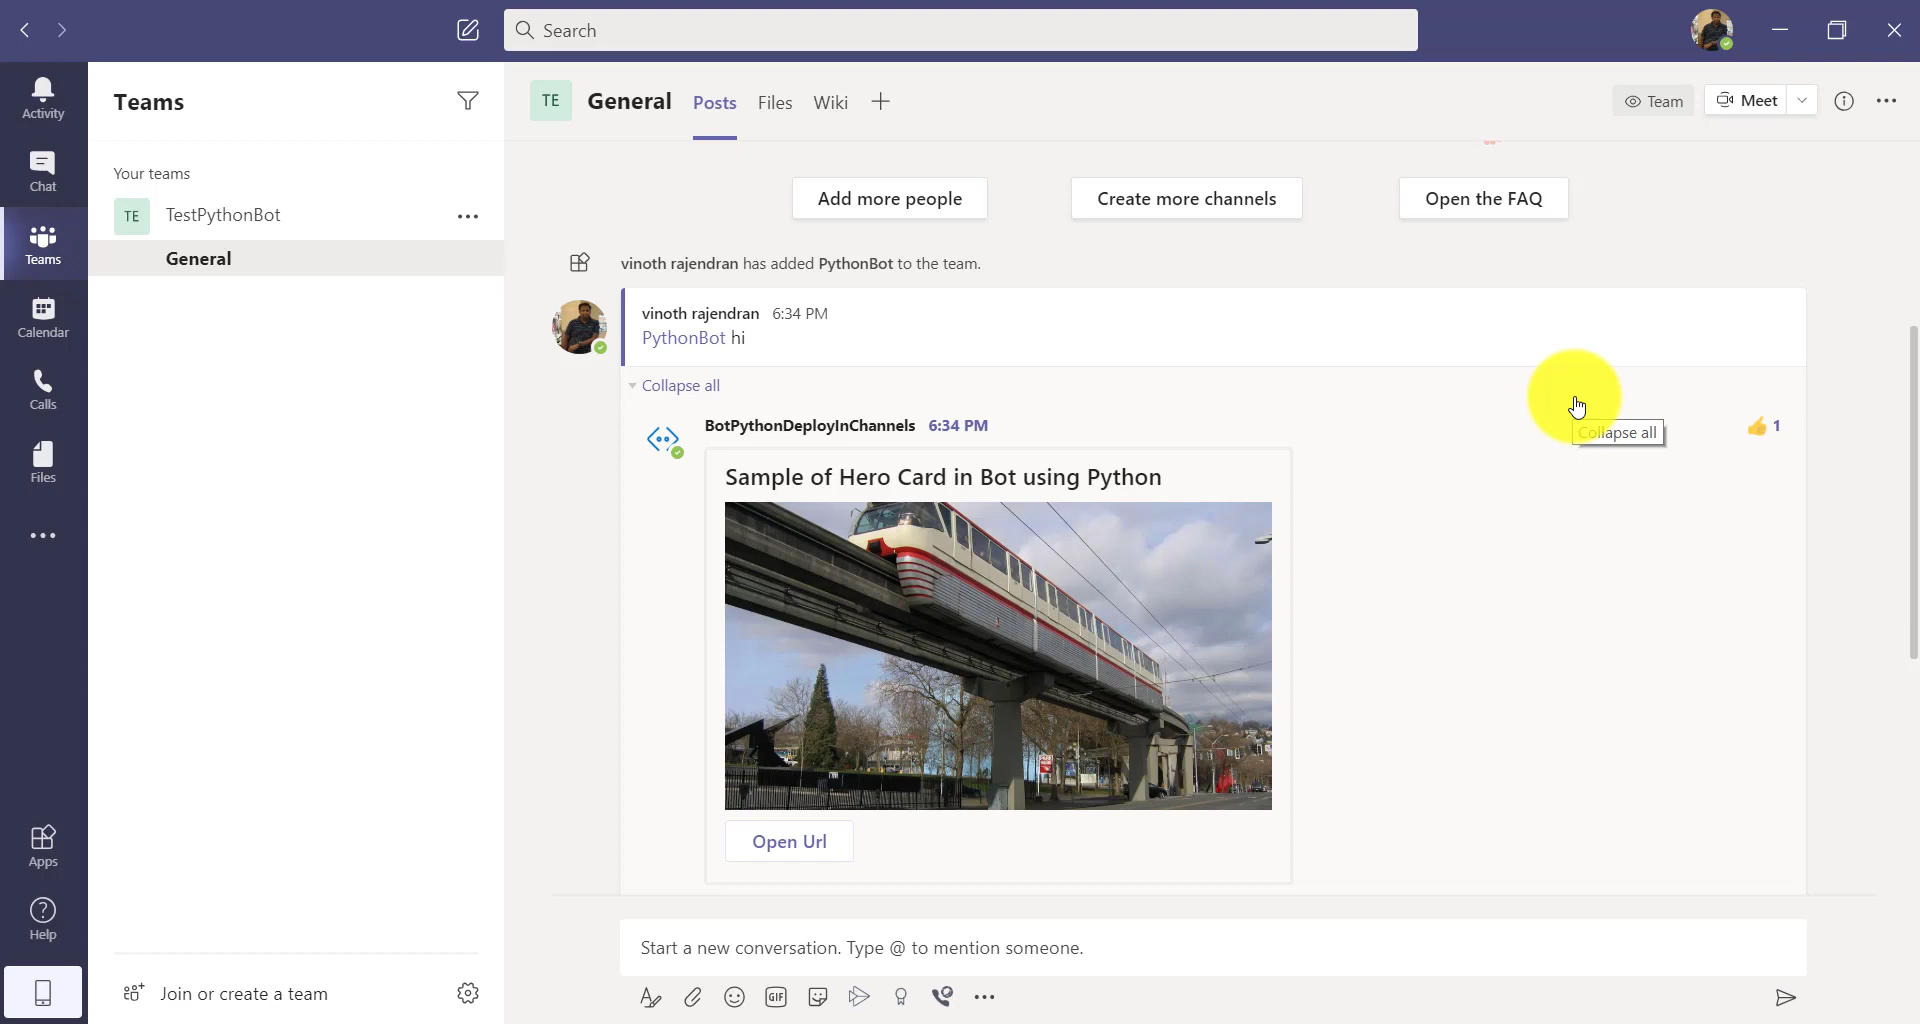 Search
Activity
Chat
Teams
Calendar
Calls
Files
Apps
Help
Teams
Your teams
TE TestPythonBot
General
Join or create a team
TE General Posts Files Wiki
Team Meet
Add more people Create more channels Open the FAQ
vinoth rajendran has added PythonBot to the team.
vinoth rajendran 6:34 PM
PythonBot hi
Collapse all
BotPythonDeployInChannels 6:34 PM
1
Collapse all
Sample of Hero Card in Bot using Python
Open Url
Start a new conversation. Type @ to mention someone.
GIF